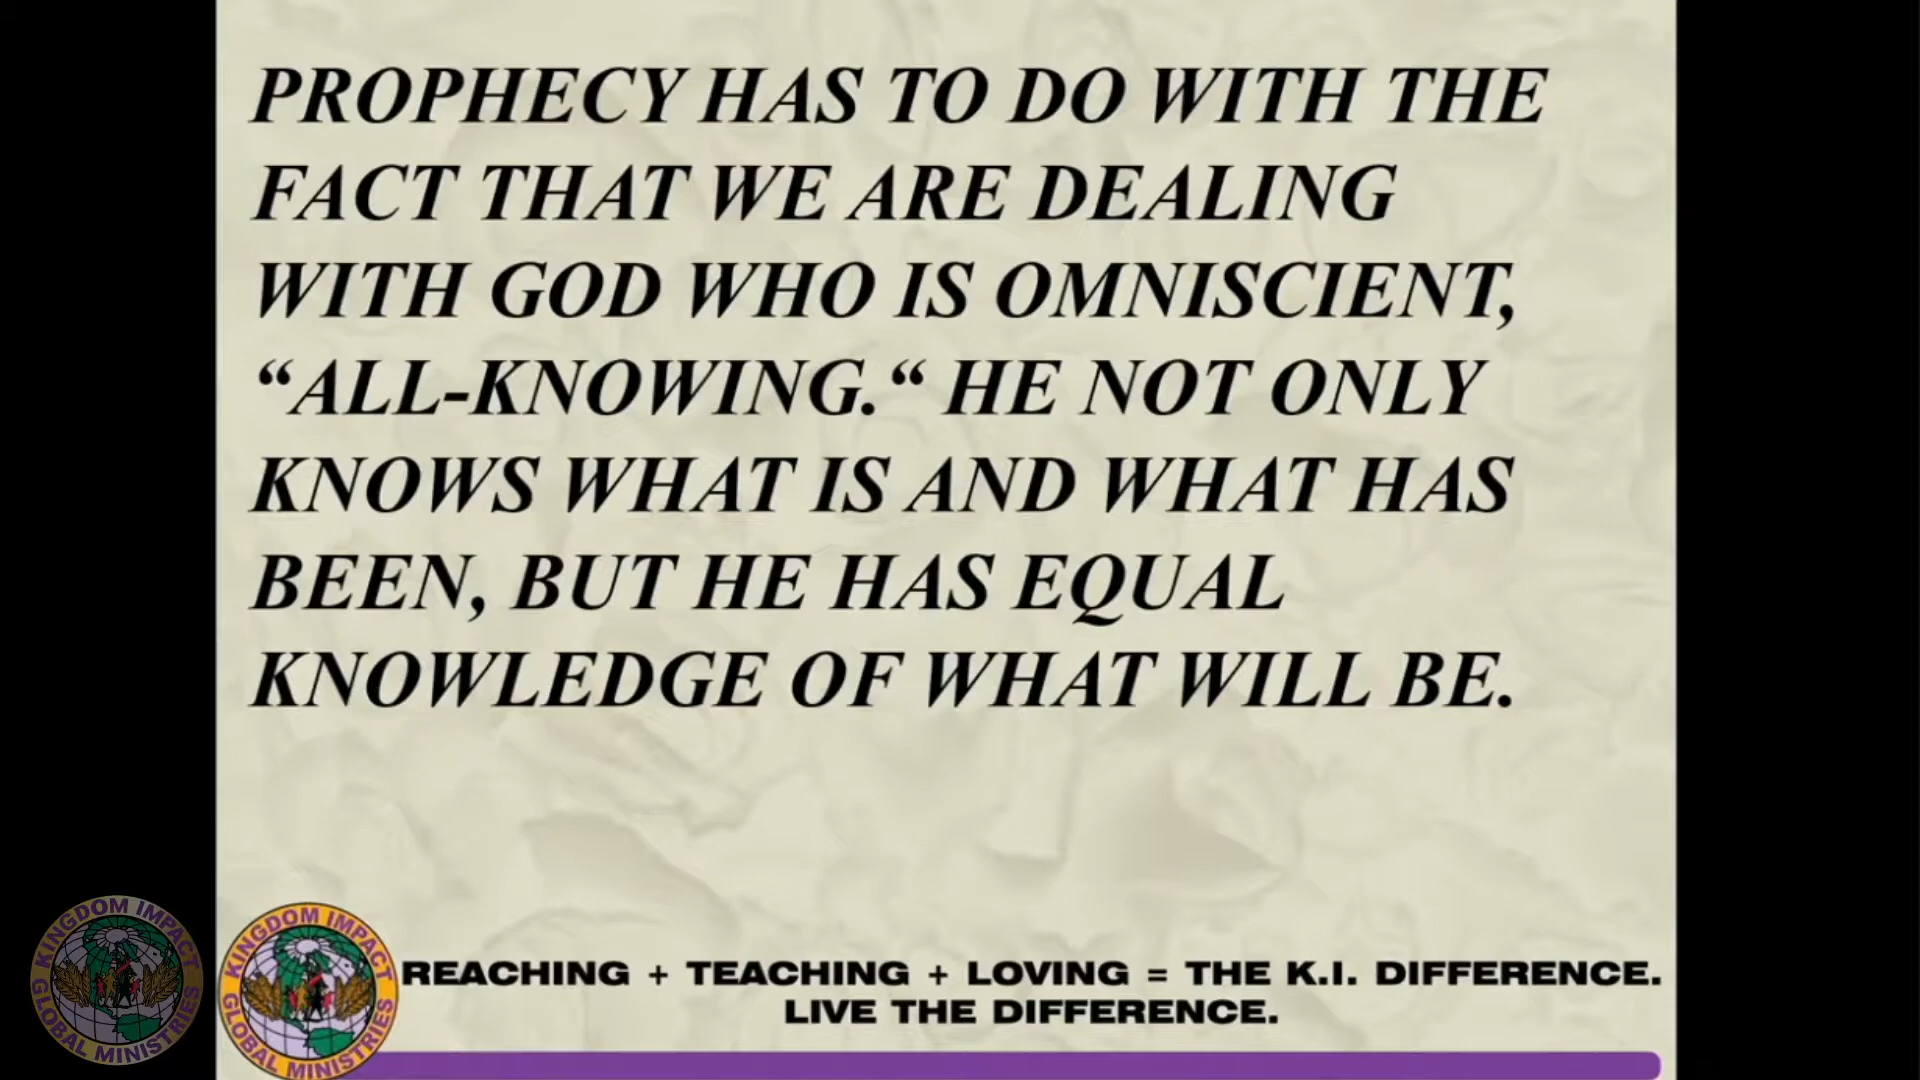 PROPHECY HAS TO DO WITH THE
FACT THAT WE ARE DEALING
WITH GOD WHO IS OMNISCIENT,
“ALL-KNOWING.“ HE NOT ONLY
KNOWS WHAT IS AND WHAT HAS
BEEN, BUT HE HAS EQUAL
KNOWLEDGE OF WHAT WILL BE.
KINGDOM IMPACT
GLOBAL MINISTRIES
KINGDOM IMPACT
GLOBAL MINISTRIES
REACHING + TEACHING + LOVING = THE K.I. DIFFERENCE.
LIVE THE DIFFERENCE.